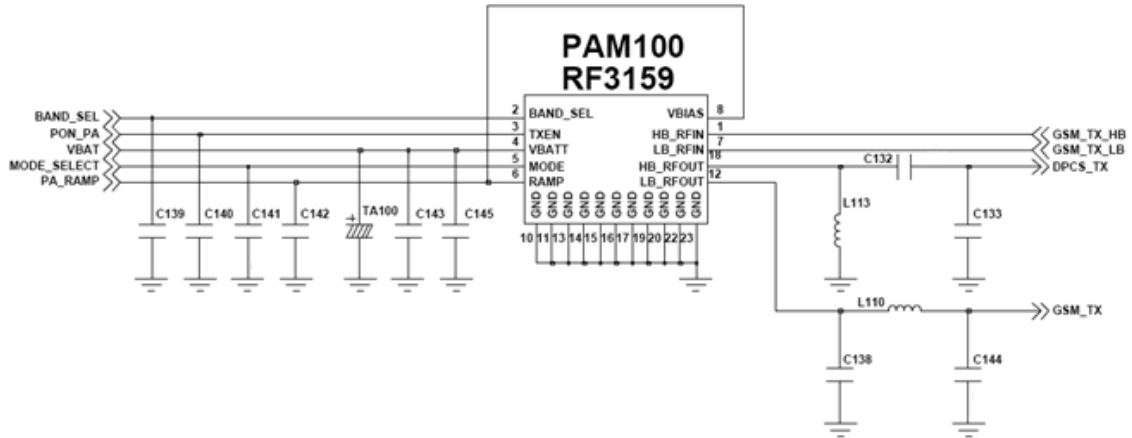 PAM100
RF3159
BAND_SEL
PON_PA
VBAT
MODE_SELECT
PA_RAMP
2 BAND_SEL VBIAS 8
3 TXEN HB_RFIN 1
4 VBATT LB_RFIN 7
5 MODE HB_RFOUT 18
6 RAMP LB_RFOUT 12
GSM_TX_HB
GSM_TX_LB
DPCS_TX
C132
GND GND GND GND GND GND GND GND GND GND
10 11 13 14 15 16 17 19 20 22 23
C139 C140 C141 C142 TA100 C143 C145
+
L113
C133
L110
GSM_TX
C138
C144